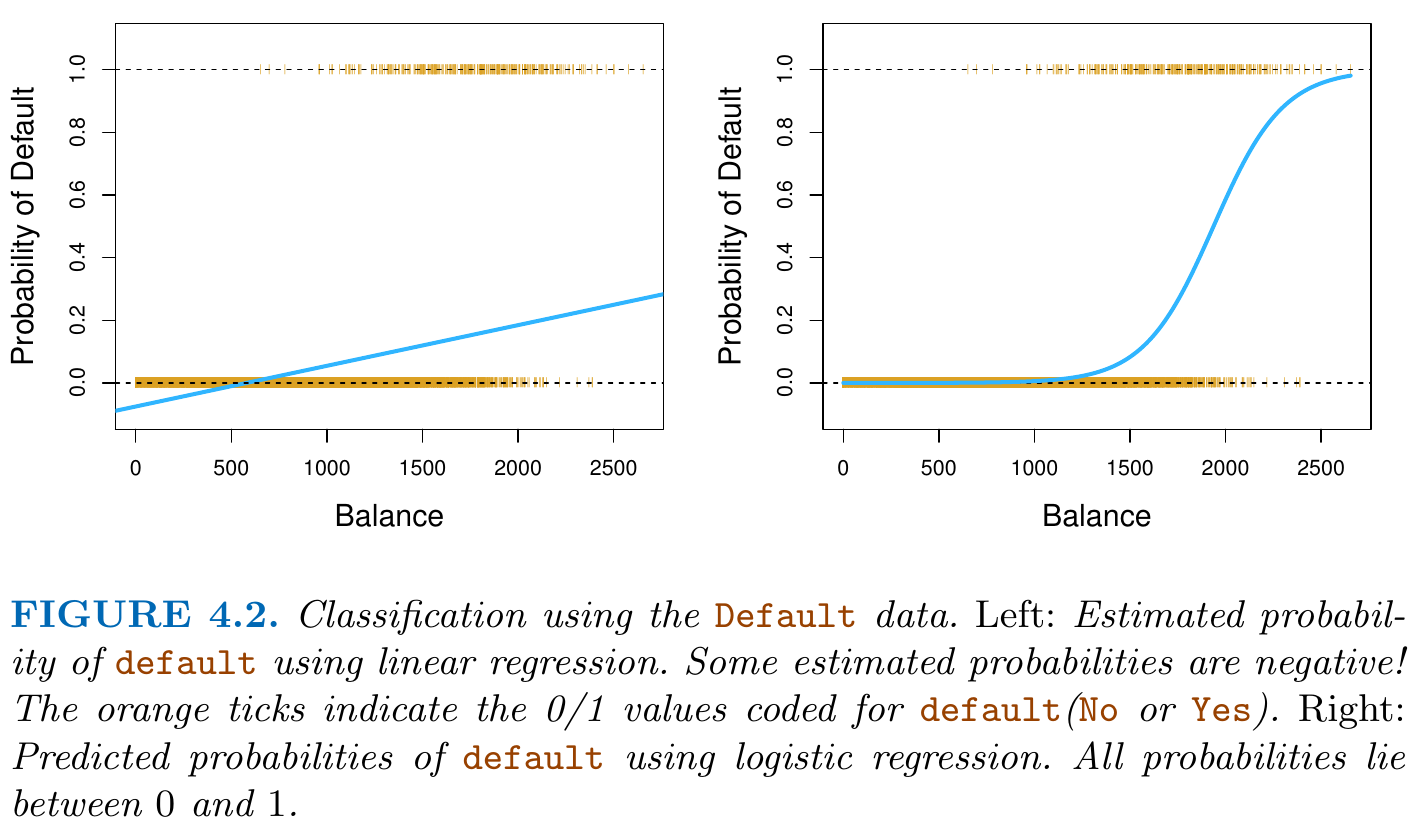 Probability of Default
0.0 0.2 0.4 0.6 0.8 1.0
0 500 1000 1500 2000 2500
Balance
Probability of Default
0.0 0.2 0.4 0.6 0.8 1.0
0 500 1000 1500 2000 2500
Balance
FIGURE 4.2. Classification using the Default data. Left: Estimated probabil-
ity of default using linear regression. Some estimated probabilities are negative!
The orange ticks indicate the 0/1 values coded for default(No or Yes). Right:
Predicted probabilities of default using logistic regression. All probabilities lie
between 0 and 1.